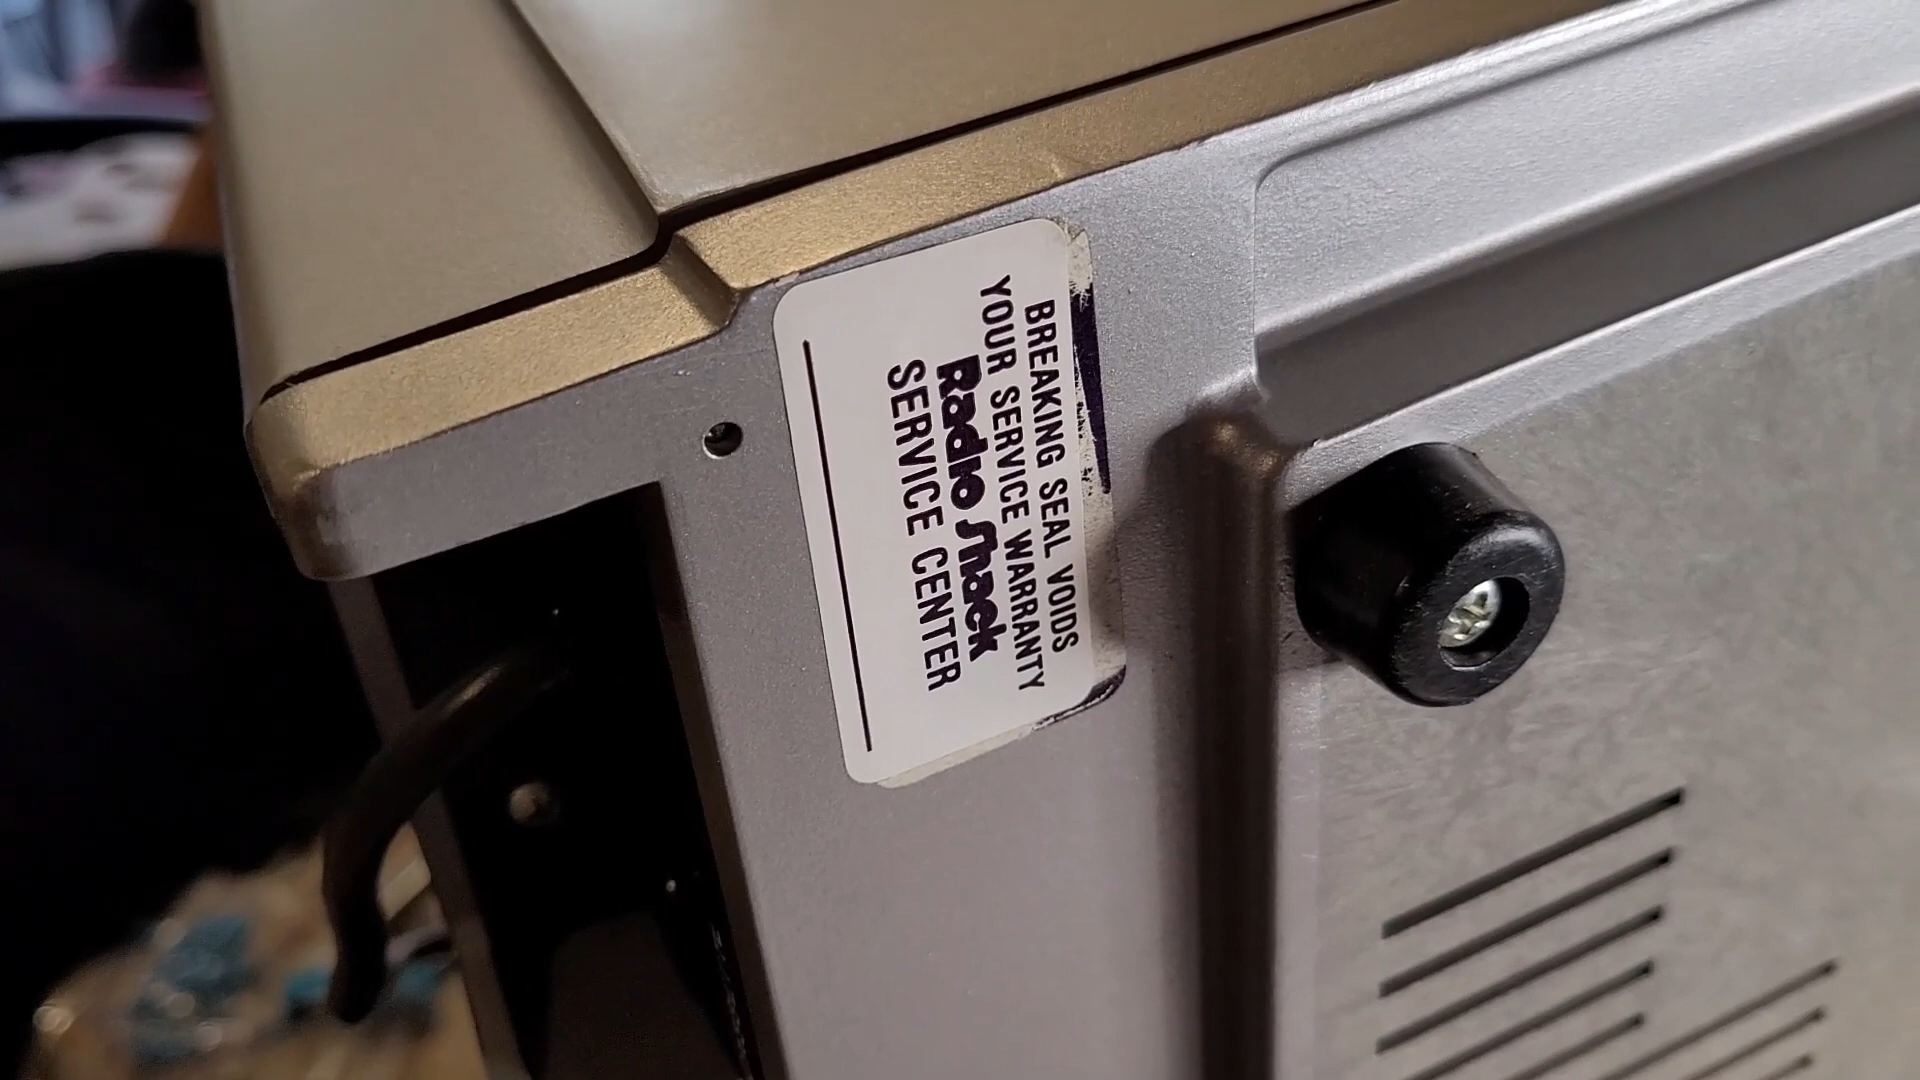 BREAKING SEAL VOIDS
YOUR SERVICE WARRANTY
Radio Shack
SERVICE CENTER